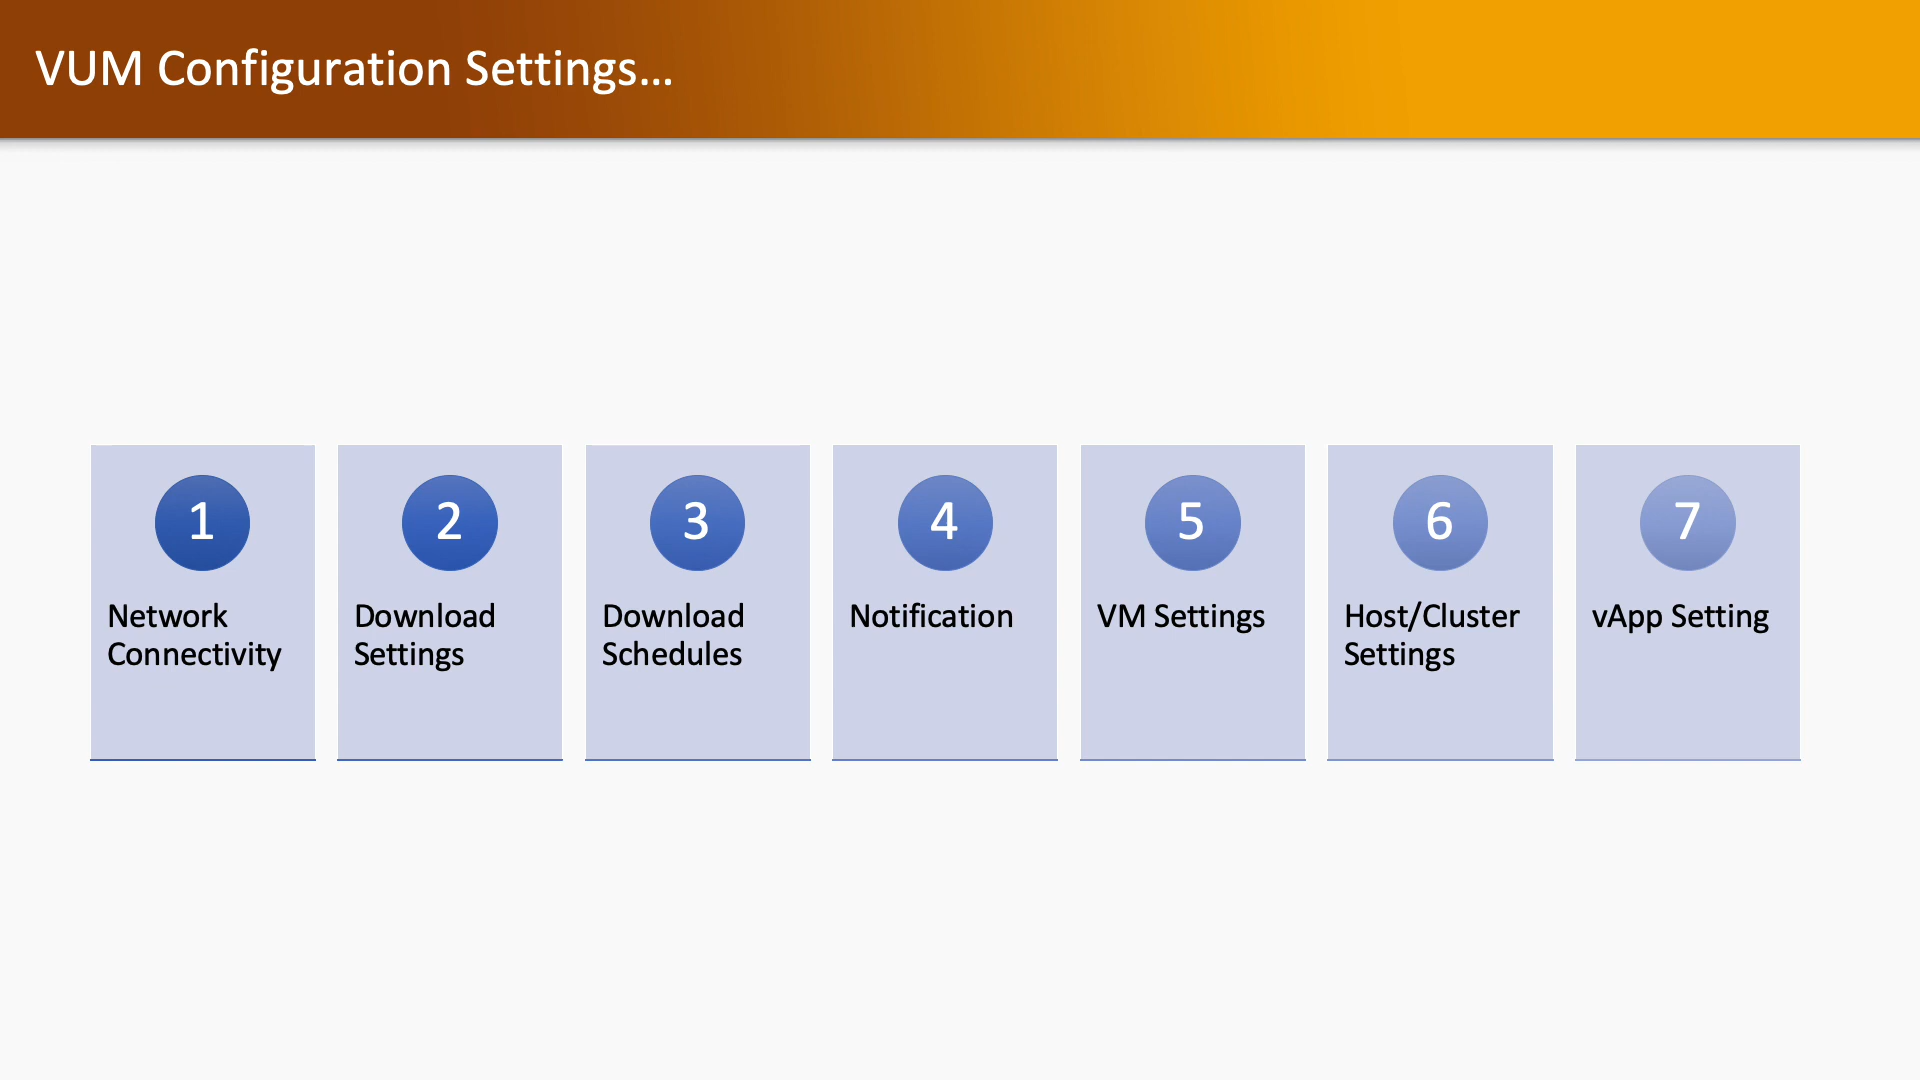 VUM Configuration Settings...
1
Network
Connectivity
2
Download
Settings
3
Download
Schedules
4
Notification
5
VM Settings
6
Host/Cluster
Settings
7
vApp Setting